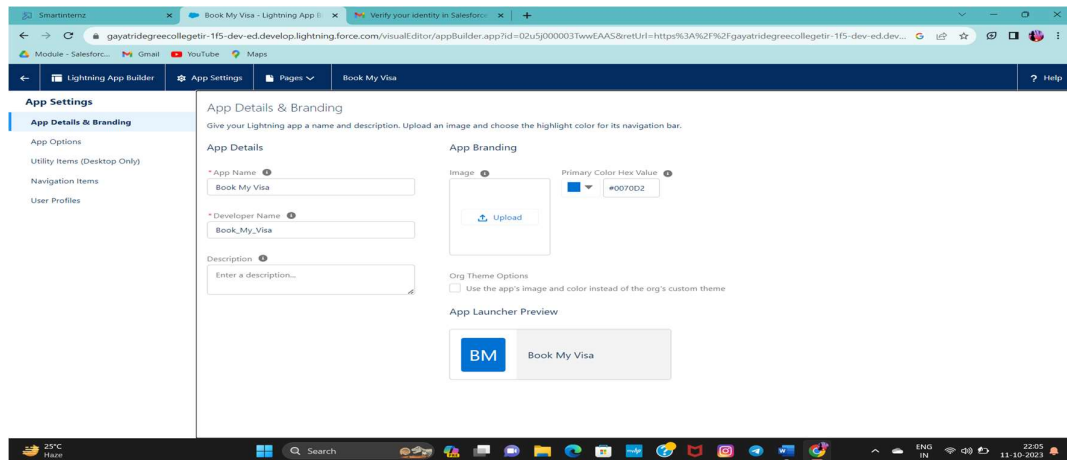 Smartinternz
Book My Visa - Lightning App B
Verify your identity in Salesforce
gayatridegreecollegetir-1f5-dev-ed.develop.lightning.force.com/visualEditor/appBuilder.app?id=02u5j000003TwwEAAS&retUrl=https%3A%2F%2Fgayatridegreecollegetir-1f5-dev-ed.dev...
Module - Salesforc... Gmail YouTube Maps
Lightning App Builder App Settings Pages Book My Visa ? Help
App Settings
App Details & Branding
App Options
Utility Items (Desktop Only)
Navigation Items
User Profiles
App Details & Branding
Give your Lightning app a name and description. Upload an image and choose the highlight color for its navigation bar.
App Details
*App Name
Book My Visa
*Developer Name
Book_My_Visa
Description
Enter a description...
App Branding
Image
Upload
Primary Color Hex Value
#0070D2
Org Theme Options
Use the app's image and color instead of the org's custom theme
App Launcher Preview
BM
Book My Visa
25°C
Haze
Search
ENG
IN
22:05
11-10-2023